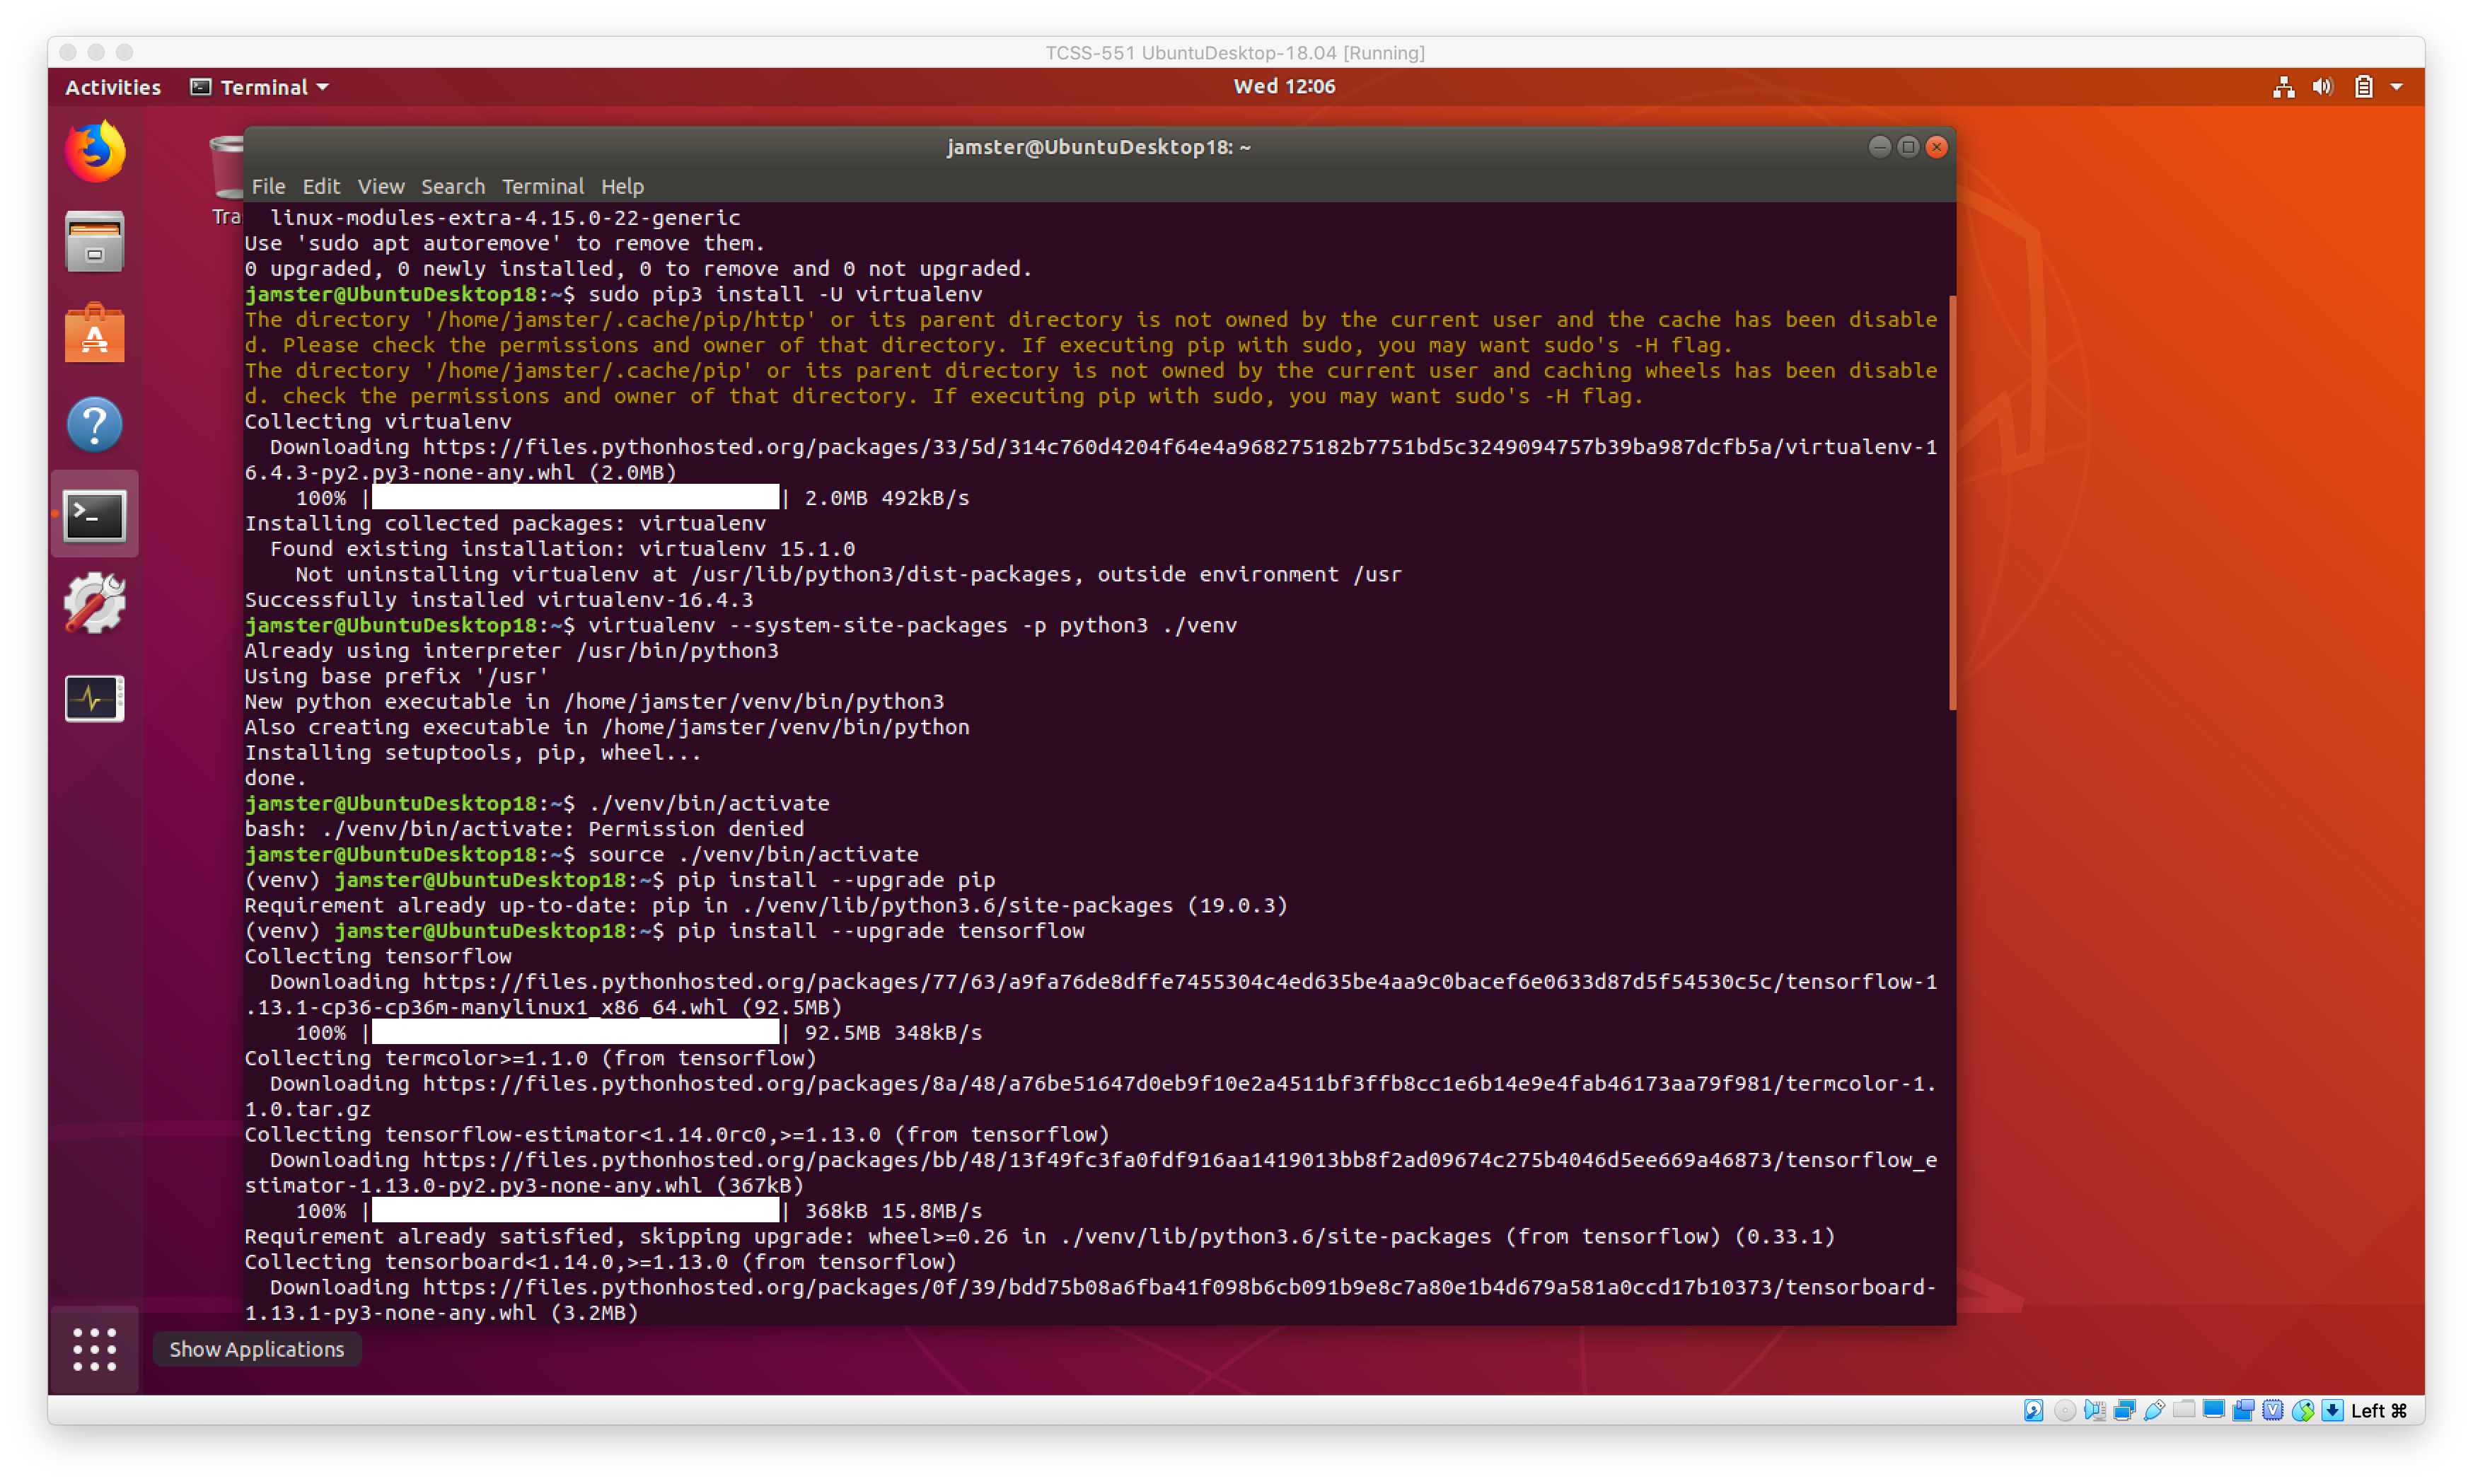 TCSS-551 UbuntuDesktop-18.04 [Running]
Activities
Terminal
Wed 12:06
Tra
jamster@UbuntuDesktop18: ~
File Edit View Search Terminal Help
linux-modules-extra-4.15.0-22-generic
Use 'sudo apt autoremove' to remove them.
0 upgraded, 0 newly installed, 0 to remove and 0 not upgraded.
jamster@UbuntuDesktop18:~$ sudo pip3 install -U virtualenv
The directory '/home/jamster/.cache/pip/http' or its parent directory is not owned by the current user and the cache has been disable
d. Please check the permissions and owner of that directory. If executing pip with sudo, you may want sudo's -H flag.
The directory '/home/jamster/.cache/pip' or its parent directory is not owned by the current user and caching wheels has been disable
d. check the permissions and owner of that directory. If executing pip with sudo, you may want sudo's -H flag.
Collecting virtualenv
Downloading https://files.pythonhosted.org/packages/33/5d/314c760d4204f64e4a968275182b7751bd5c3249094757b39ba987dcfb5a/virtualenv-1
6.4.3-py2.py3-none-any.whl (2.0MB)
100% | | 2.0MB 492kB/s
Installing collected packages: virtualenv
Found existing installation: virtualenv 15.1.0
Not uninstalling virtualenv at /usr/lib/python3/dist-packages, outside environment /usr
Successfully installed virtualenv-16.4.3
jamster@UbuntuDesktop18:~$ virtualenv --system-site-packages -p python3 ./venv
Already using interpreter /usr/bin/python3
Using base prefix '/usr'
New python executable in /home/jamster/venv/bin/python3
Also creating executable in /home/jamster/venv/bin/python
Installing setuptools, pip, wheel...
done.
jamster@UbuntuDesktop18:~$ ./venv/bin/activate
bash: ./venv/bin/activate: Permission denied
jamster@UbuntuDesktop18:~$ source ./venv/bin/activate
(venv) jamster@UbuntuDesktop18:~$ pip install --upgrade pip
Requirement already up-to-date: pip in ./venv/lib/python3.6/site-packages (19.0.3)
(venv) jamster@UbuntuDesktop18:~$ pip install --upgrade tensorflow
Collecting tensorflow
Downloading https://files.pythonhosted.org/packages/77/63/a9fa76de8dffe7455304c4ed635be4aa9c0bacef6e0633d87d5f54530c5c/tensorflow-1
.13.1-cp36-cp36m-manylinux1_x86_64.whl (92.5MB)
100% | | 92.5MB 348kB/s
Collecting termcolor>=1.1.0 (from tensorflow)
Downloading https://files.pythonhosted.org/packages/8a/48/a76be51647d0eb9f10e2a4511bf3ffb8cc1e6b14e9e4fab46173aa79f981/termcolor-1.
1.0.tar.gz
Collecting tensorflow-estimator<1.14.0rc0,>=1.13.0 (from tensorflow)
Downloading https://files.pythonhosted.org/packages/bb/48/13f49fc3fa0fdf916aa1419013bb8f2ad09674c275b4046d5ee669a46873/tensorflow_e
stimator-1.13.0-py2.py3-none-any.whl (367kB)
100% | | 368kB 15.8MB/s
Requirement already satisfied, skipping upgrade: wheel>=0.26 in ./venv/lib/python3.6/site-packages (from tensorflow) (0.33.1)
Collecting tensorboard<1.14.0,>=1.13.0 (from tensorflow)
Downloading https://files.pythonhosted.org/packages/0f/39/bdd75b08a6fba41f098b6cb091b9e8c7a80e1b4d679a581a0ccd17b10373/tensorboard-
1.13.1-py3-none-any.whl (3.2MB)
Show Applications
Left ⌘